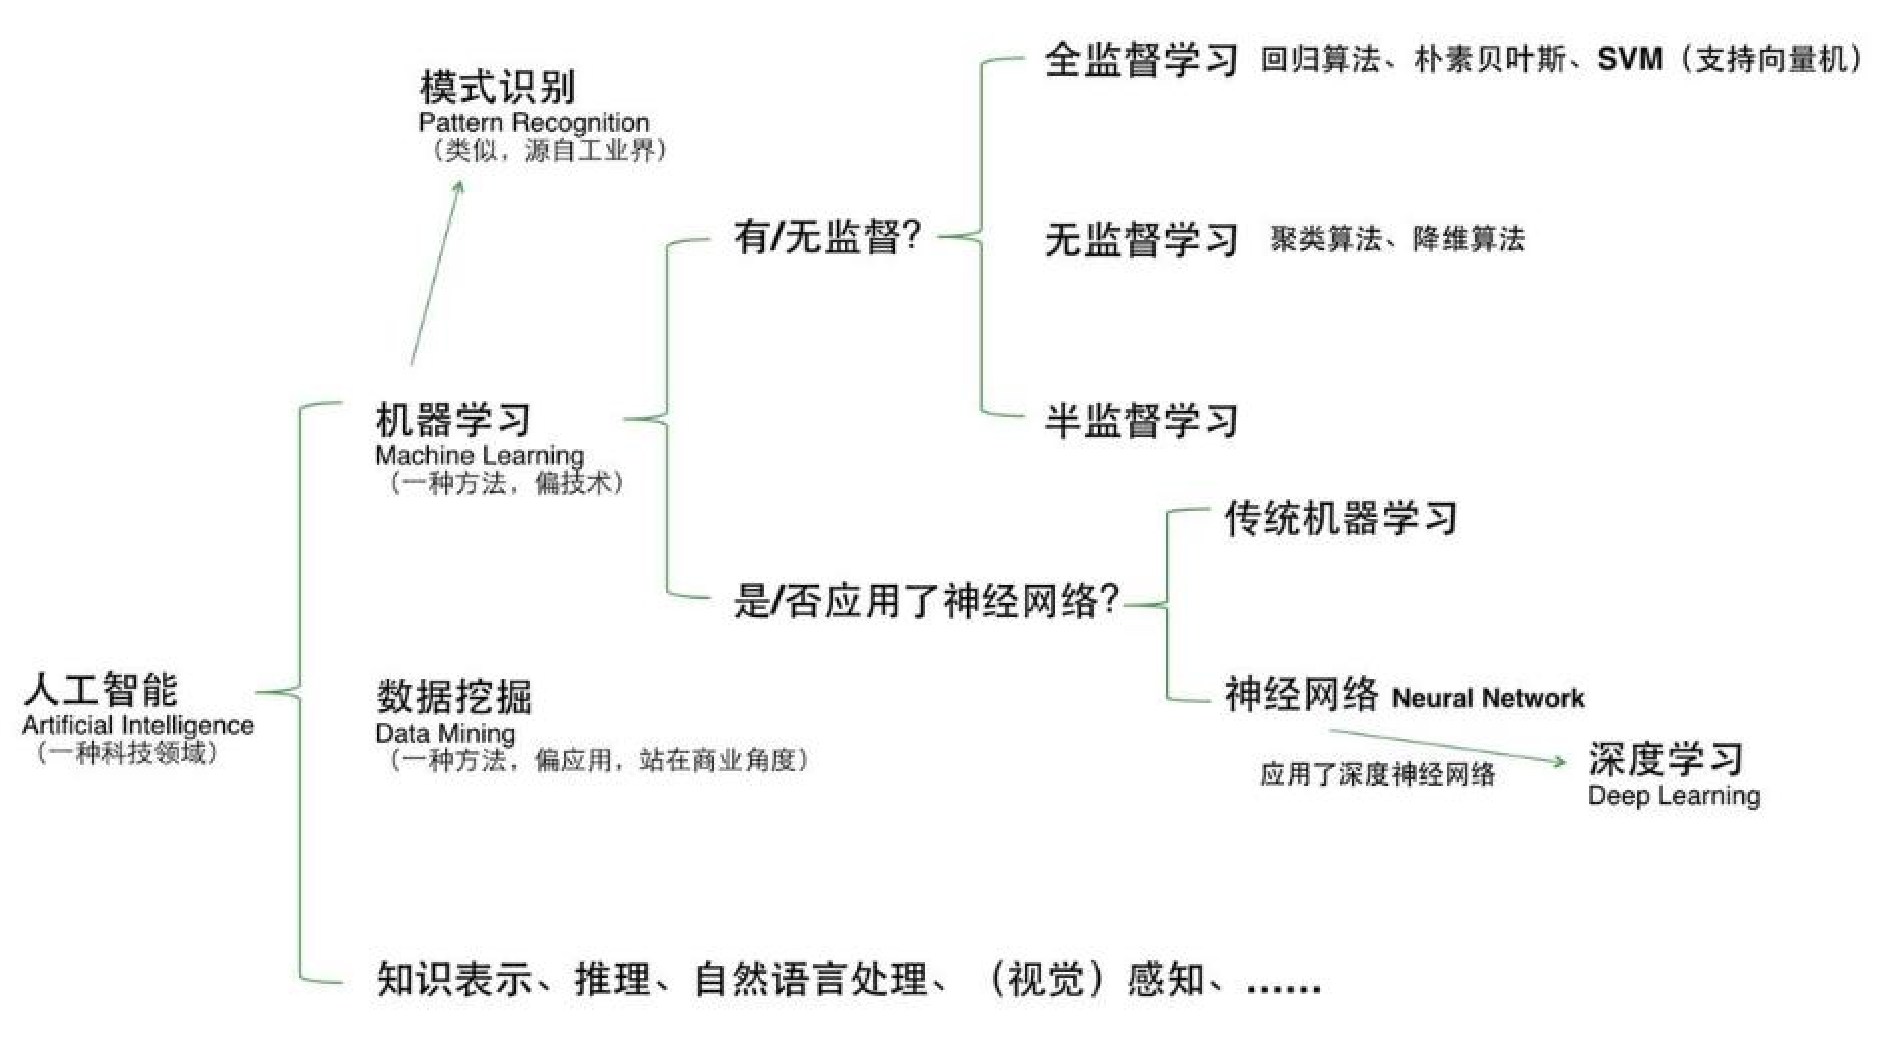 模式识别
Pattern Recognition
（类似，源自工业界）
全监督学习 回归算法、朴素贝叶斯、SVM（支持向量机）
有/无监督？
无监督学习 聚类算法、降维算法
机器学习
Machine Learning
（一种方法，偏技术）
半监督学习
传统机器学习
是/否应用了神经网络？
人工智能
Artificial Intelligence
（一种科技领域）
数据挖掘
Data Mining
（一种方法，偏应用，站在商业角度）
神经网络 Neural Network
应用了深度神经网络
深度学习
Deep Learning
知识表示、推理、自然语言处理、（视觉）感知、……